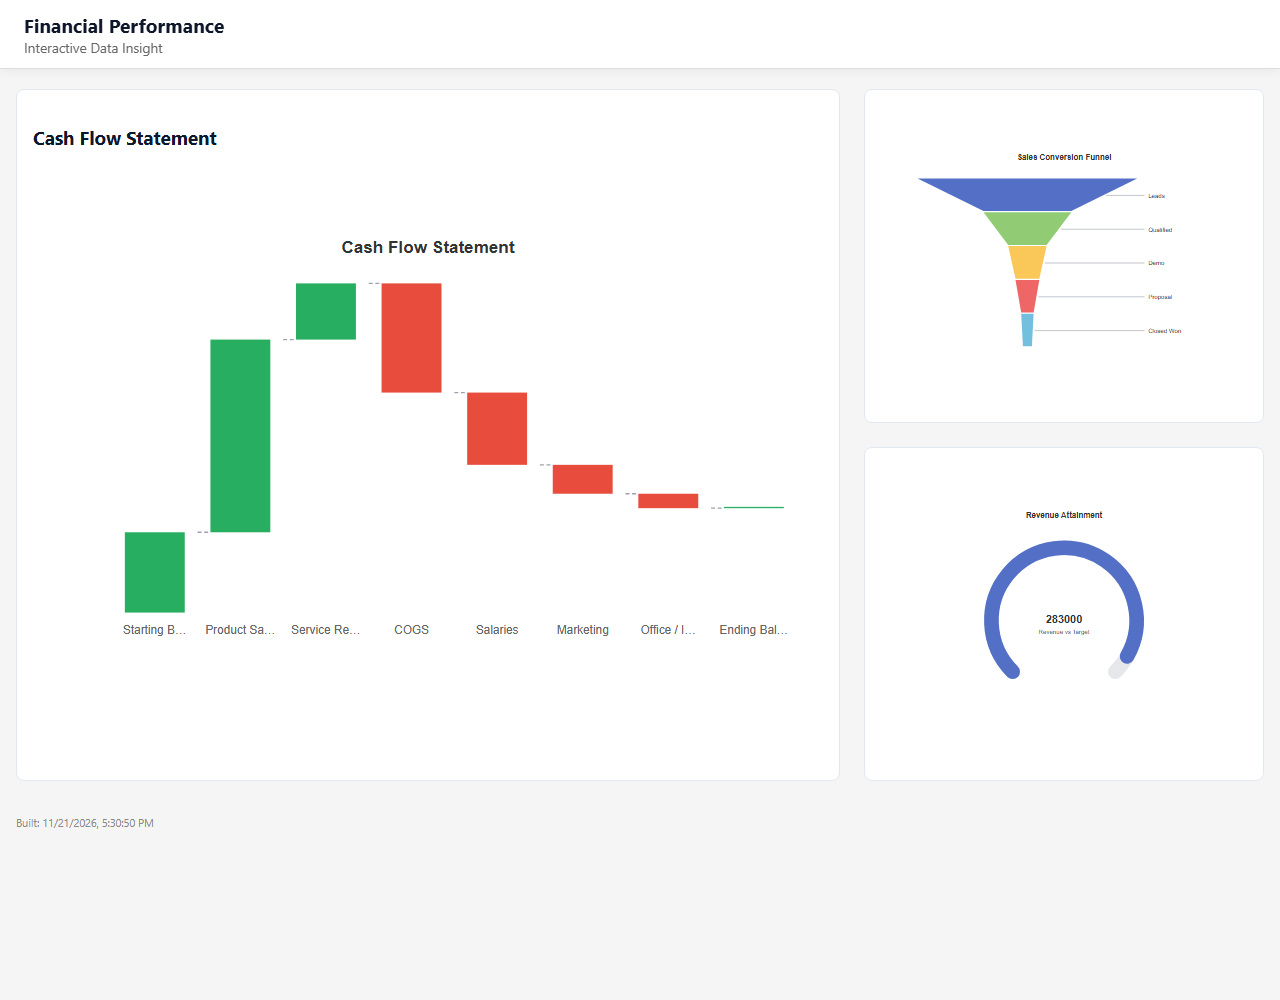 Financial Performance
Interactive Data Insight
Cash Flow Statement
Cash Flow Statement
Starting B...
Product Sa...
Service Re...
COGS
Salaries
Marketing
Office / I...
Ending Bal...
Sales Conversion Funnel
Leads
Qualified
Demo
Proposal
Closed Won
Revenue Attainment
283000
Revenue vs Target
Built: 11/21/2026, 5:30:50 PM